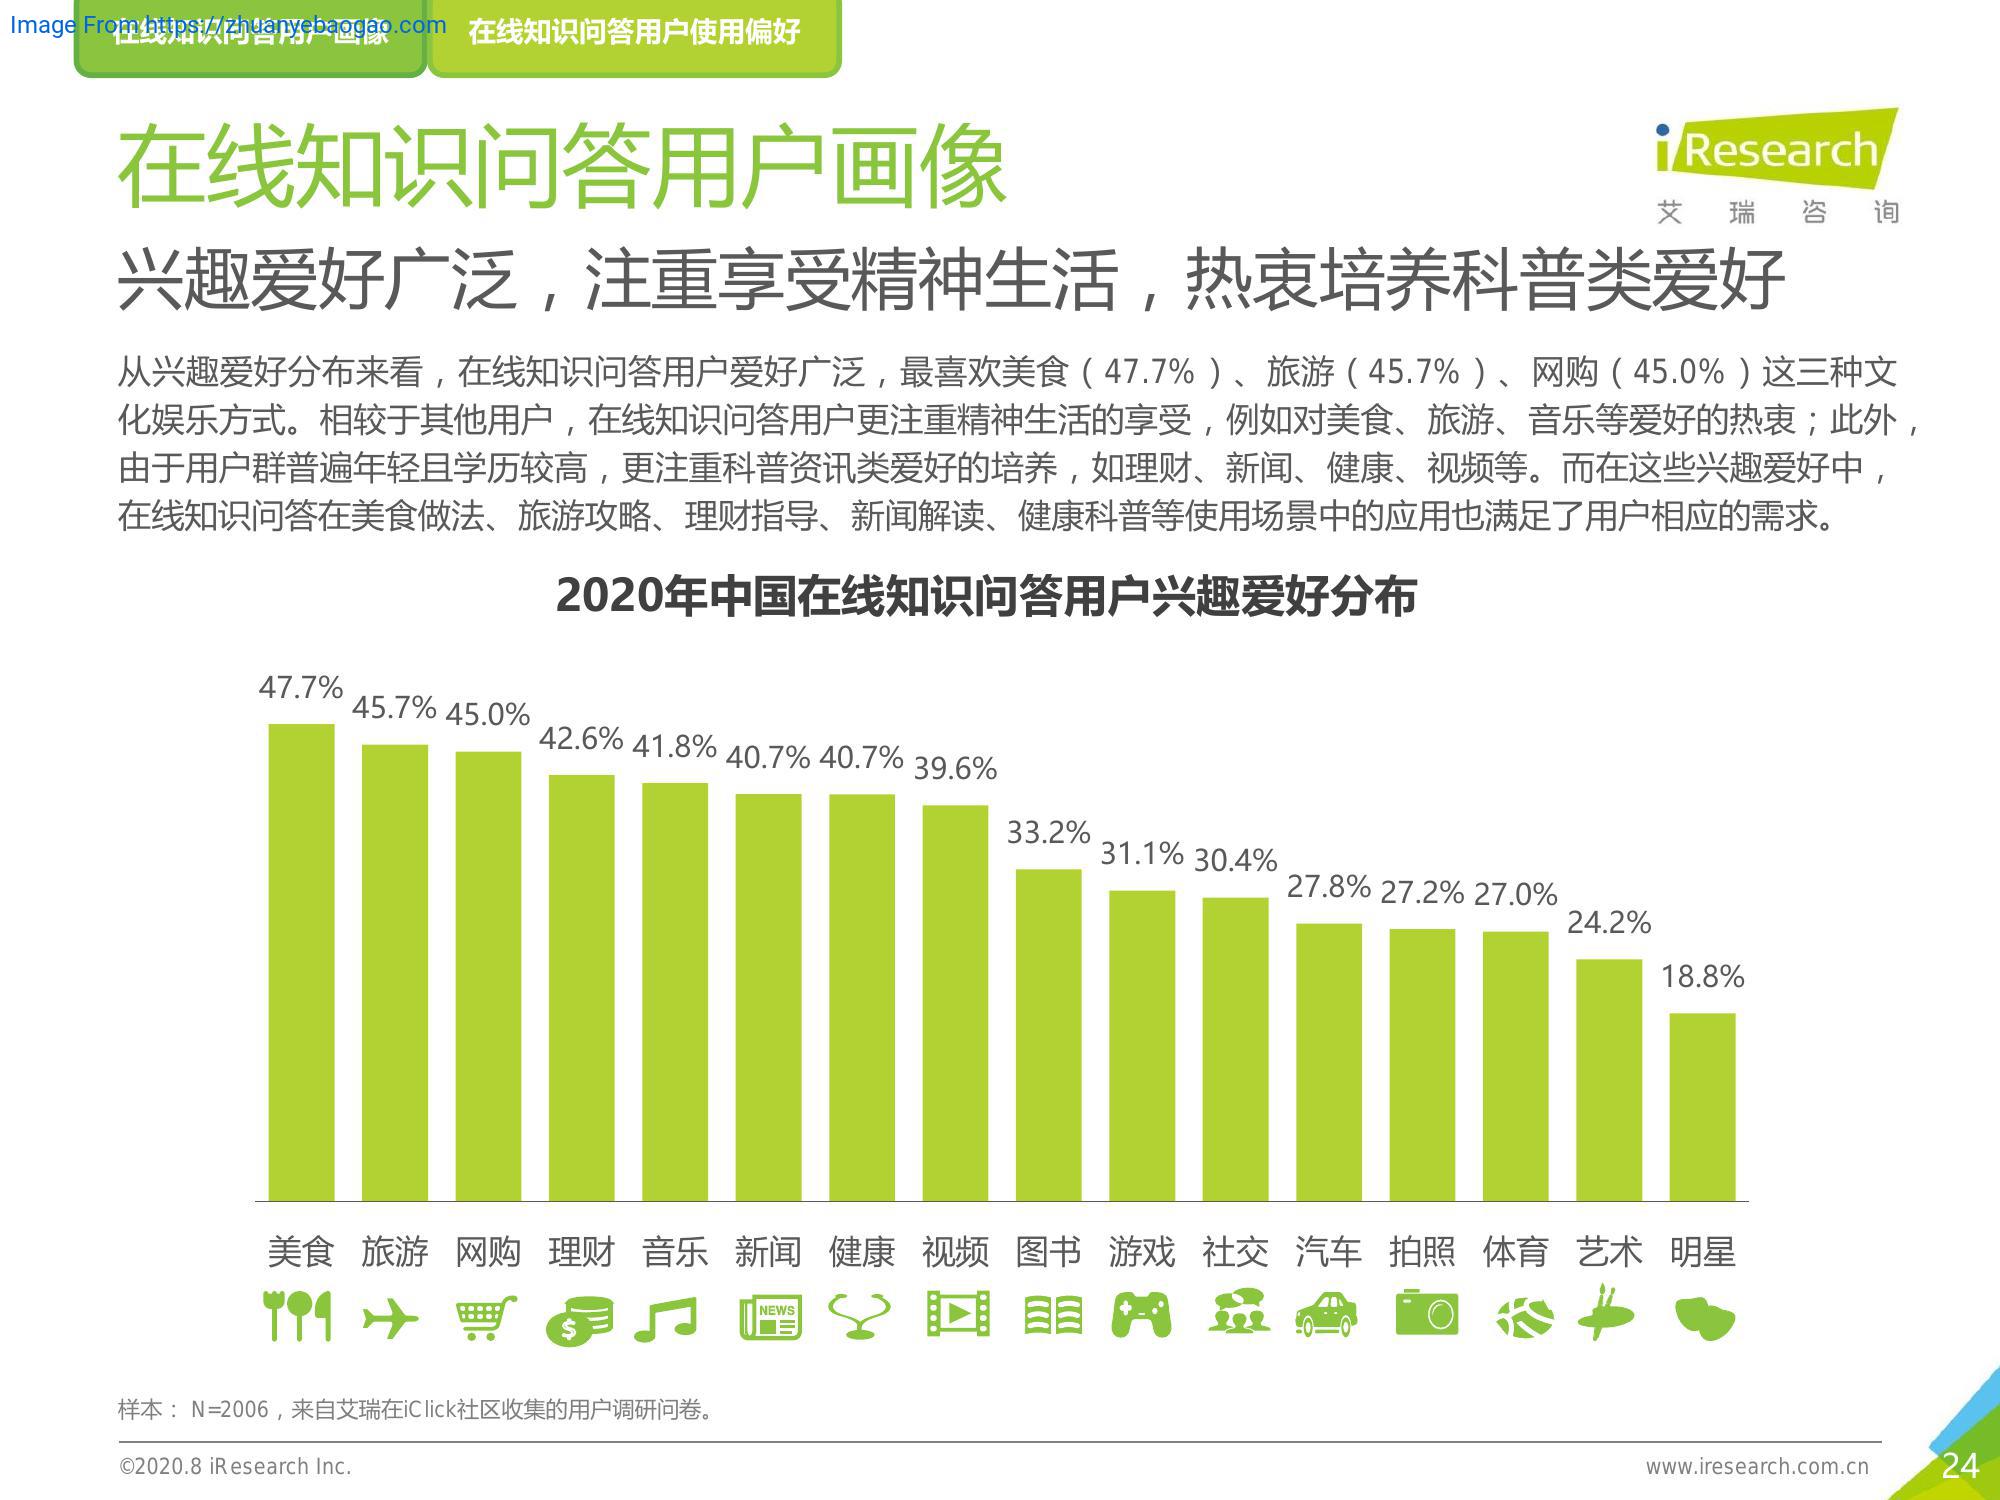 Image From:https://zhuanyebaogao.com
在线知识问答用户画像
在线知识问答用户使用偏好
在线知识问答用户画像
iResearch
艾瑞咨询
兴趣爱好广泛，注重享受精神生活，热衷培养科普类爱好
从兴趣爱好分布来看，在线知识问答用户爱好广泛，最喜欢美食（47.7%）、旅游（45.7%）、网购（45.0%）这三种文
化娱乐方式。相较于其他用户，在线知识问答用户更注重精神生活的享受，例如对美食、旅游、音乐等爱好的热衷；此外，
由于用户群普遍年轻且学历较高，更注重科普资讯类爱好的培养，如理财、新闻、健康、视频等。而在这些兴趣爱好中，
在线知识问答在美食做法、旅游攻略、理财指导、新闻解读、健康科普等使用场景中的应用也满足了用户相应的需求。
2020年中国在线知识问答用户兴趣爱好分布
47.7% 45.7% 45.0% 42.6% 41.8% 40.7% 40.7% 39.6% 33.2% 31.1% 30.4% 27.8% 27.2% 27.0% 24.2% 18.8%
美食 旅游 网购 理财 音乐 新闻 健康 视频 图书 游戏 社交 汽车 拍照 体育 艺术 明星
$ NEWS
样本：N=2006，来自艾瑞在iClick社区收集的用户调研问卷。
©2020.8 iResearch Inc.
www.iresearch.com.cn
24